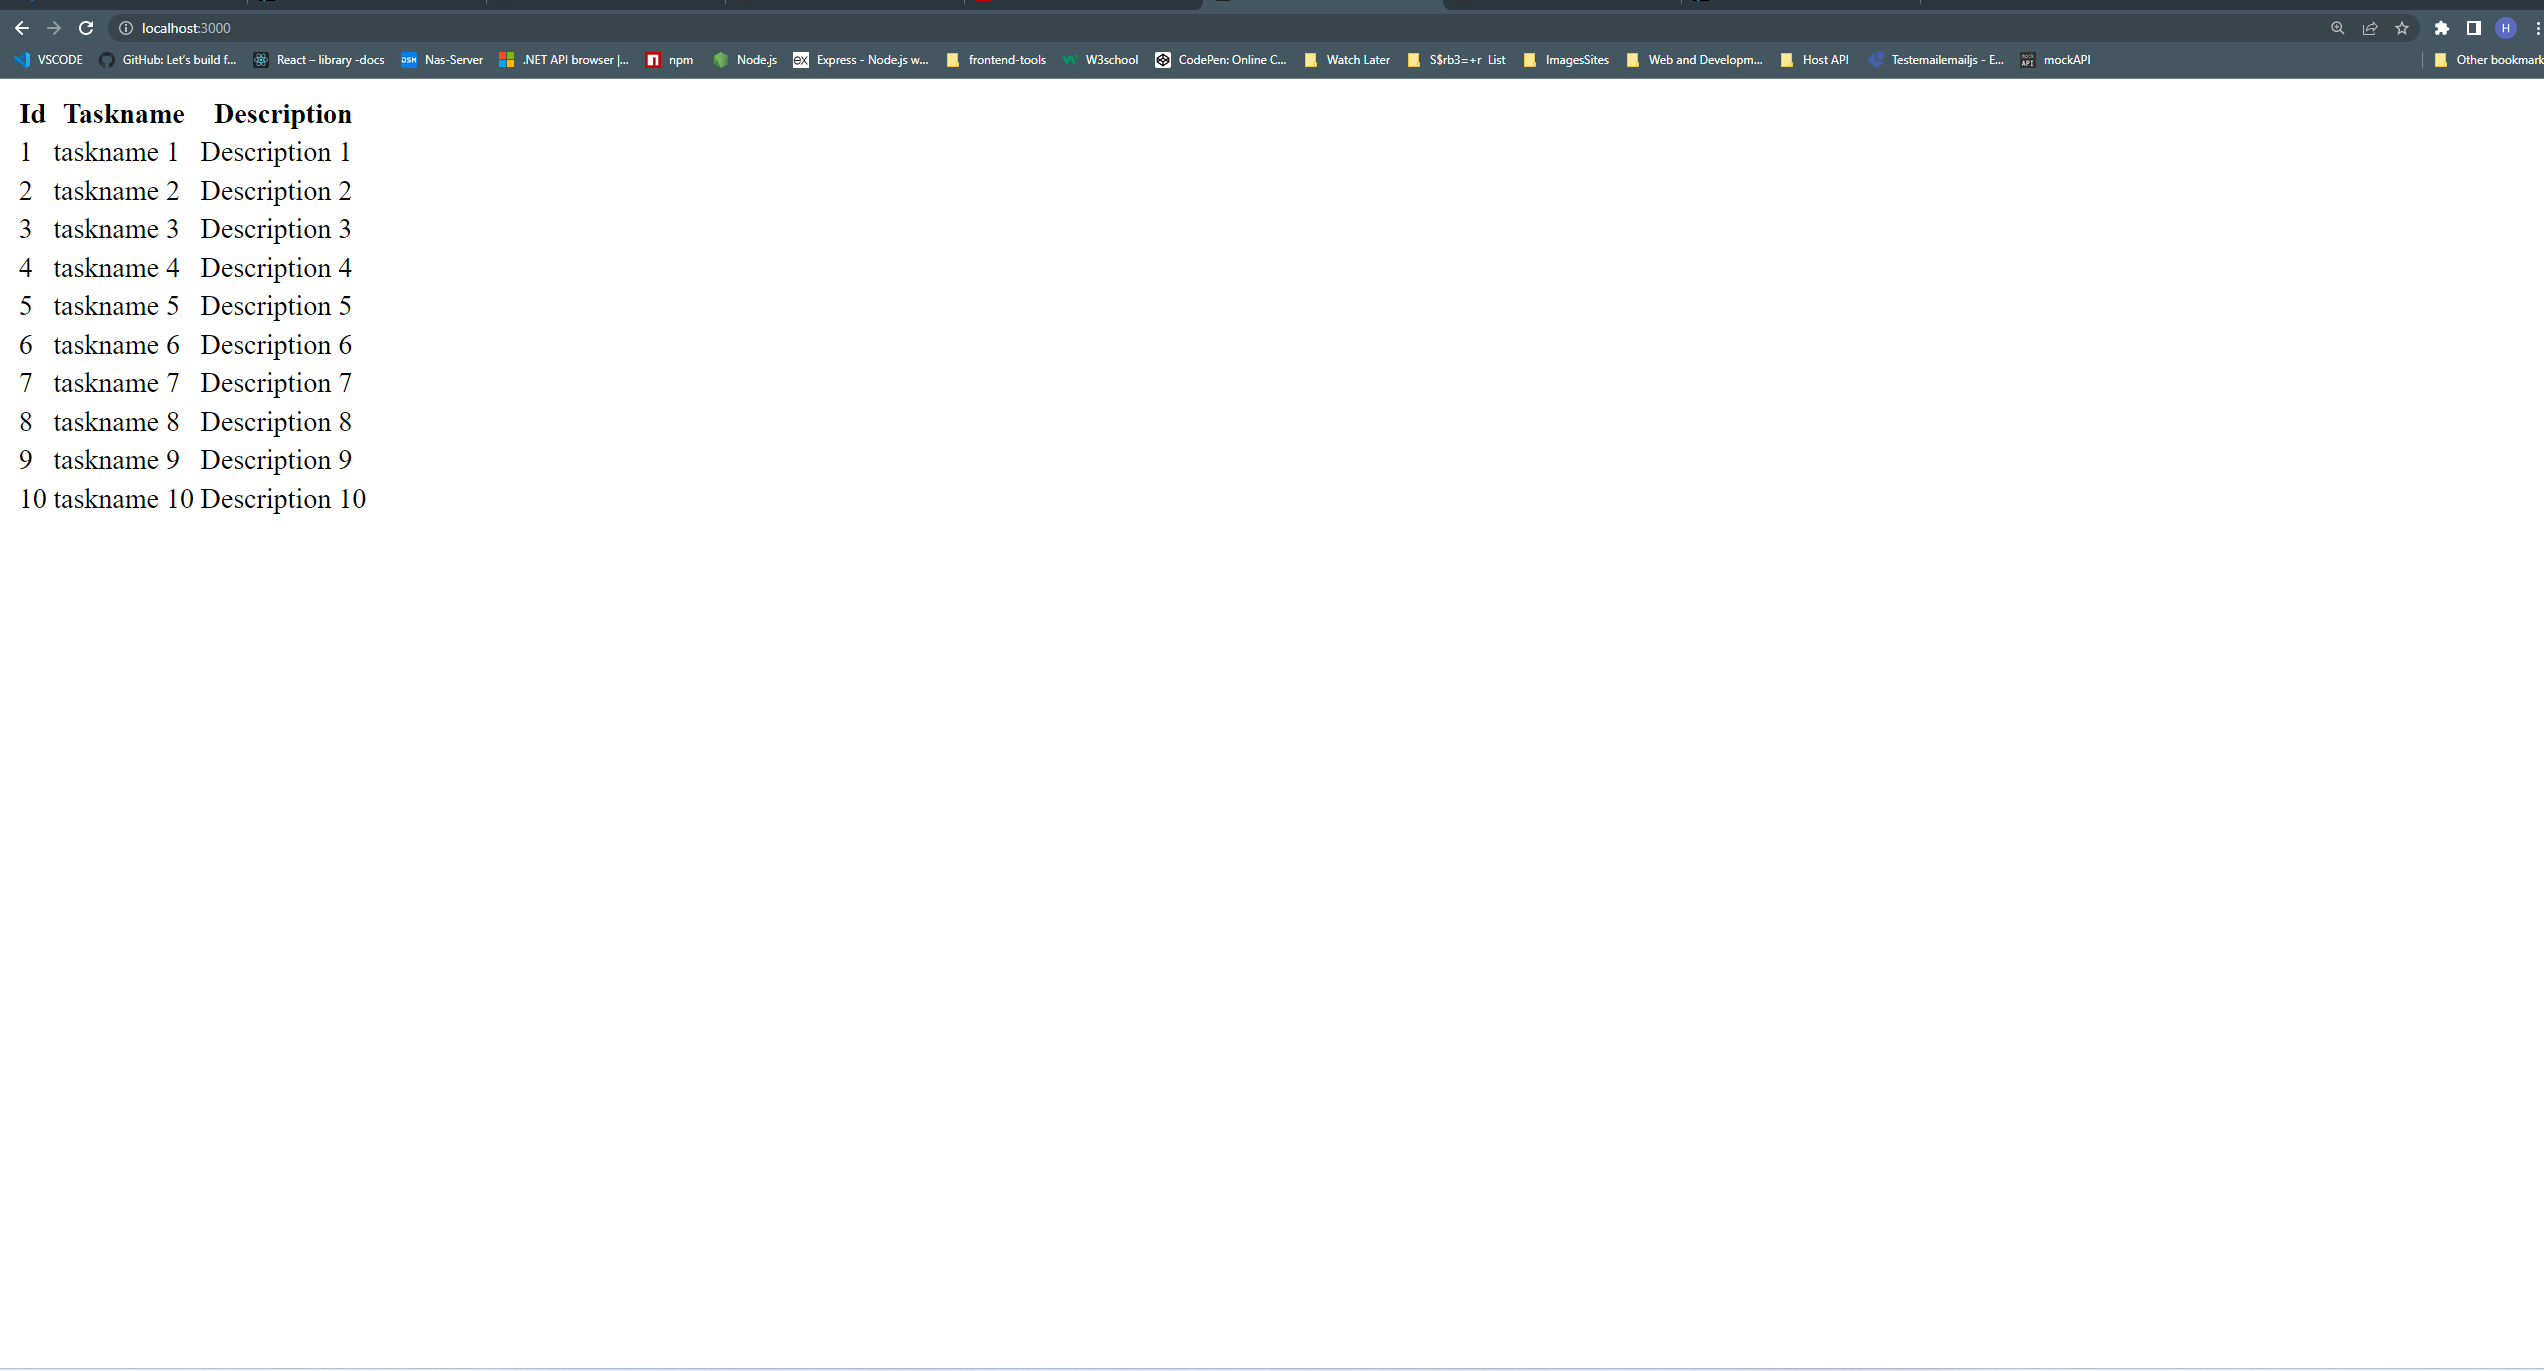 localhost:3000
H
VSCODE GitHub: Let's build f... React – library -docs DSM Nas-Server .NET API browser |... npm Node.js ex Express - Node.js w... frontend-tools W3school CodePen: Online C... Watch Later S$rb3=+r List ImagesSites Web and Developm... Host API Testemailemailjs - E... mock API mockAPI Other bookmark
Id Taskname Description
1 taskname 1 Description 1
2 taskname 2 Description 2
3 taskname 3 Description 3
4 taskname 4 Description 4
5 taskname 5 Description 5
6 taskname 6 Description 6
7 taskname 7 Description 7
8 taskname 8 Description 8
9 taskname 9 Description 9
10 taskname 10 Description 10